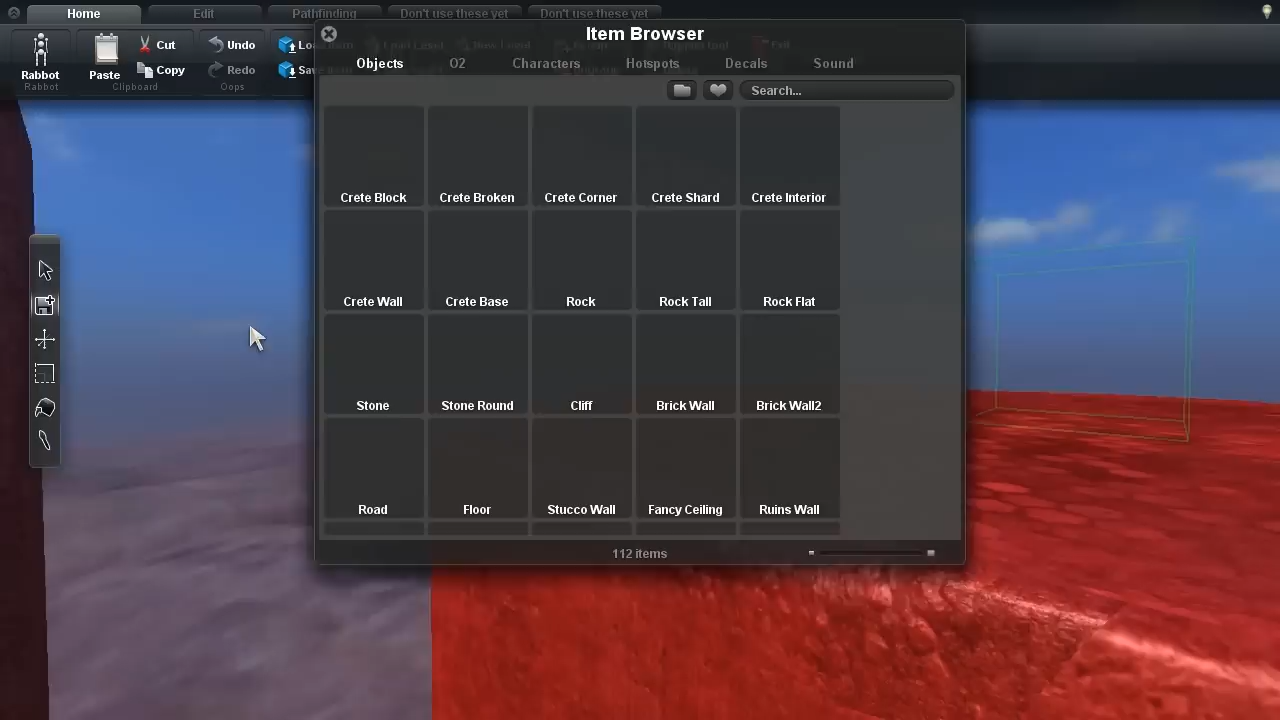 Home Edit Pathfinding Don't use these yet Don't use these yet
Item Browser
Cut Undo
Rabbot Paste Copy Redo
Rabbot Clipboard Oops
Objects O2 Characters Hotspots Decals Sound
Search...
Crete Block Crete Broken Crete Corner Crete Shard Crete Interior
Crete Wall Crete Base Rock Rock Tall Rock Flat
Stone Stone Round Cliff Brick Wall Brick Wall2
Road Floor Stucco Wall Fancy Ceiling Ruins Wall
112 items